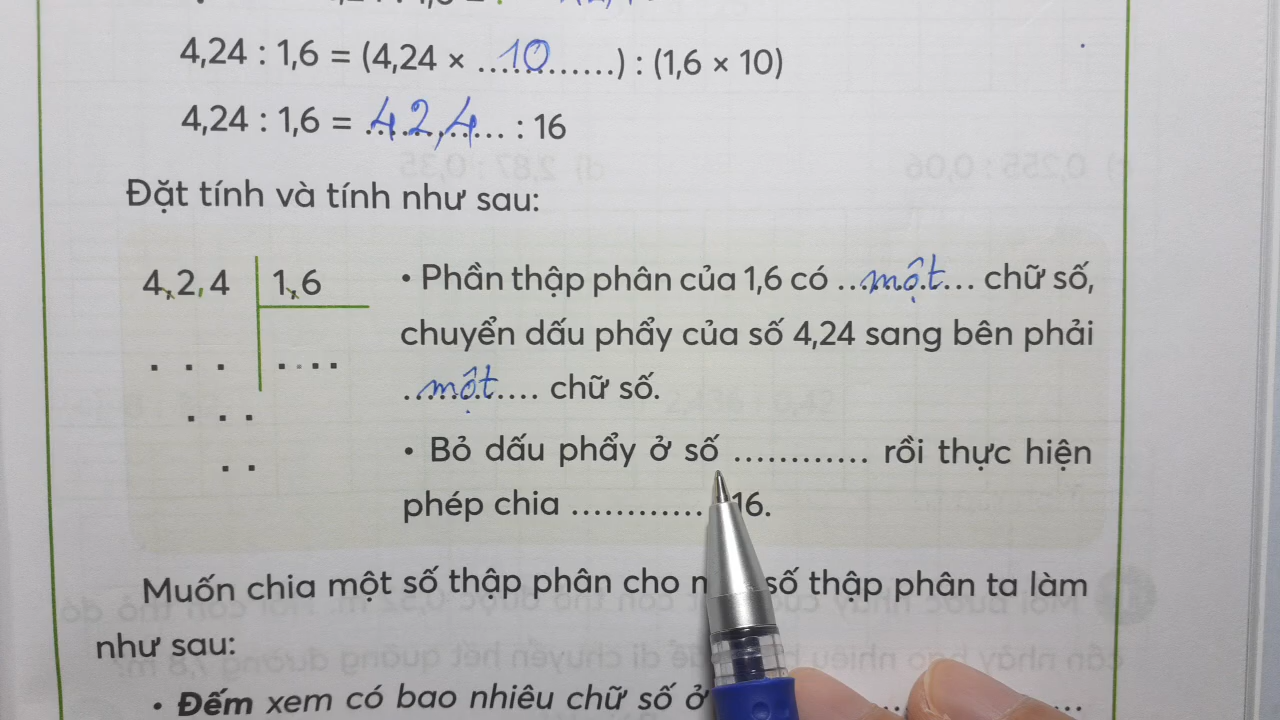 4,24 : 1,6 = (4,24 × ...10...) : (1,6 × 10)
4,24 : 1,6 = ...42,4... : 16
Đặt tính và tính như sau:
4,2,4 | 1,6
• Phần thập phân của 1,6 có ...một... chữ số,
chuyển dấu phẩy của số 4,24 sang bên phải
...một... chữ số.
• Bỏ dấu phẩy ở số ............ rồi thực hiện
phép chia ............ 16.
Muốn chia một số thập phân cho số thập phân ta làm
như sau:
• Đếm xem có bao nhiêu chữ số ở